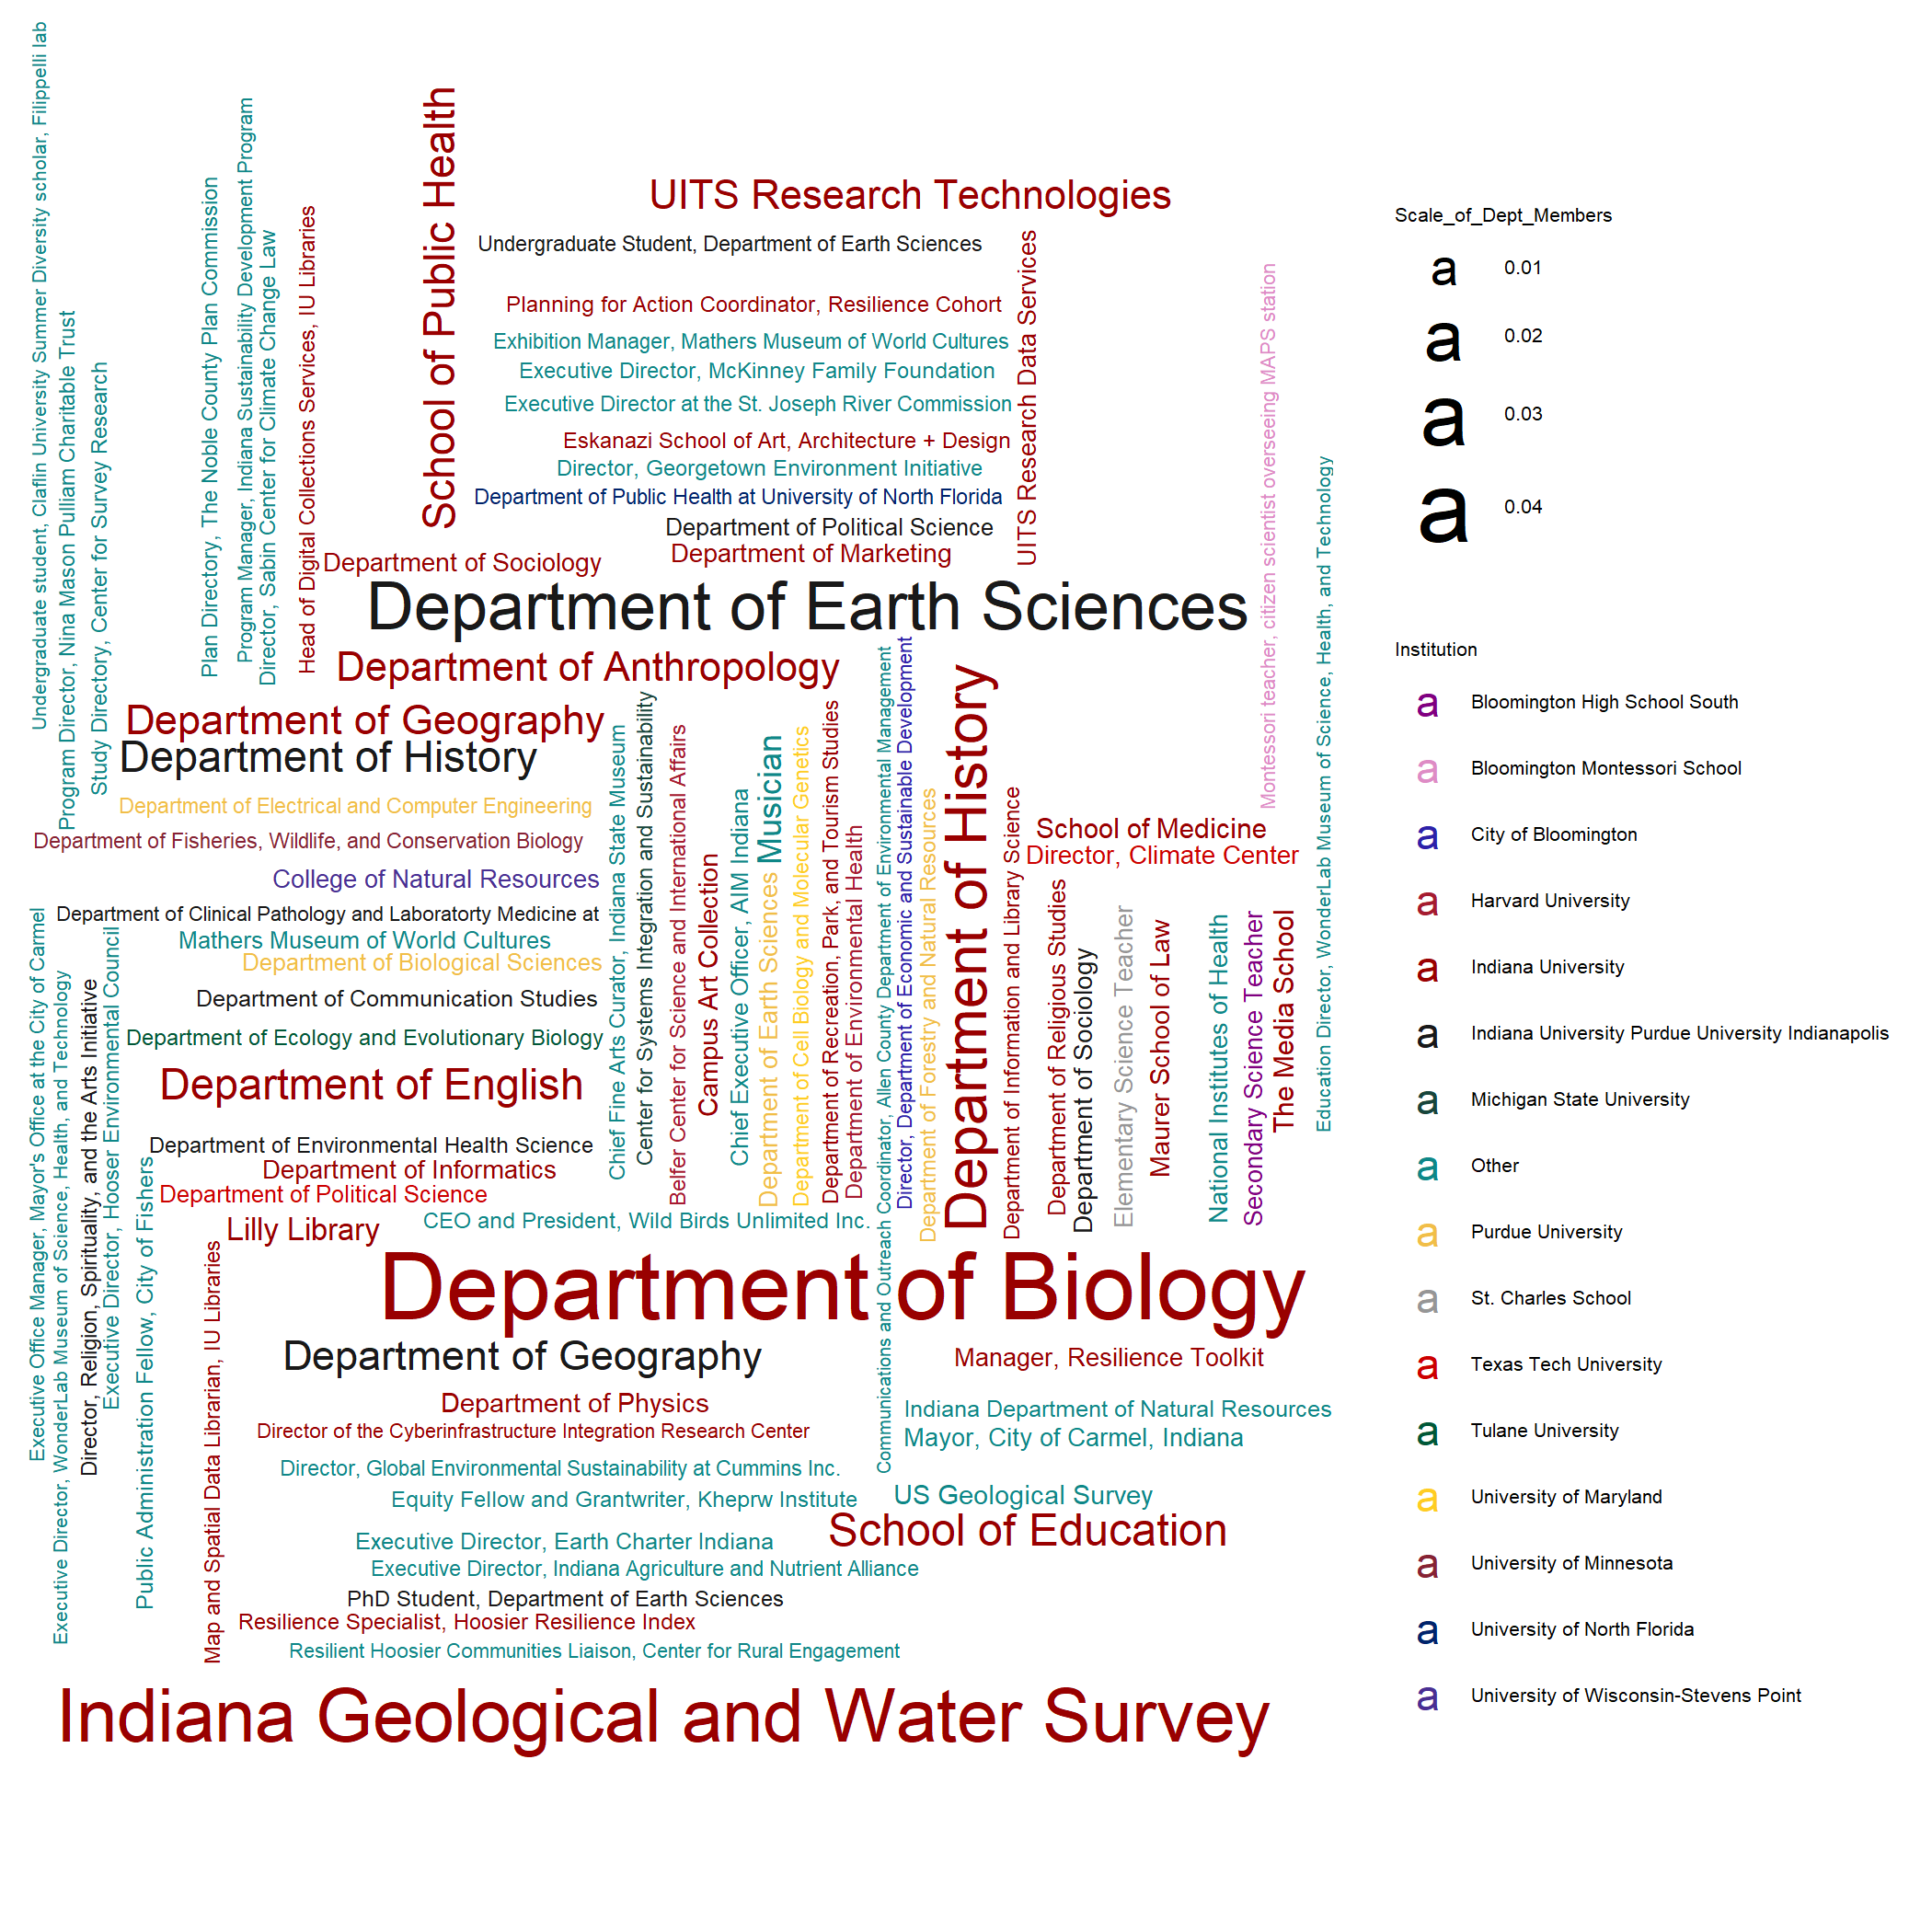 Undergraduate student, Claflin University Summer Diversity scholar, Filippelli lab
Program Director, Nina Mason Pulliam Charitable Trust
Study Directory, Center for Survey Research
Plan Directory, The Noble County Plan Commission
Program Manager, Indiana Sustainability Development Program
Director, Sabin Center for Climate Change Law
Head of Digital Collections Services, IU Libraries
School of Public Health
UITS Research Technologies
Undergraduate Student, Department of Earth Sciences
Planning for Action Coordinator, Resilience Cohort
Exhibition Manager, Mathers Museum of World Cultures
Executive Director, McKinney Family Foundation
Executive Director at the St. Joseph River Commission
Eskanazi School of Art, Architecture + Design
Director, Georgetown Environment Initiative
Department of Public Health at University of North Florida
Department of Political Science
Department of Marketing
UITS Research Data Services
Montessori teacher, citizen scientist overseeing MAPS station
Education Director, WonderLab Museum of Science, Health, and Technology
Department of Sociology
Department of Earth Sciences
Department of Anthropology
Department of Geography
Department of History
Department of Electrical and Computer Engineering
Department of Fisheries, Wildlife, and Conservation Biology
College of Natural Resources
Department of Clinical Pathology and Laboratorty Medicine at
Mathers Museum of World Cultures
Department of Biological Sciences
Department of Communication Studies
Department of Ecology and Evolutionary Biology
Department of English
Department of Environmental Health Science
Department of Informatics
Department of Political Science
Lilly Library
CEO and President, Wild Birds Unlimited Inc.
Chief Fine Arts Curator, Indiana State Museum
Center for Systems Integration and Sustainability
Belfer Center for Science and International Affairs
Campus Art Collection
Chief Executive Officer, AIM Indiana
Musician
Department of Earth Sciences
Department of Cell Biology and Molecular Genetics
Department of Recreation, Park, and Tourism Studies
Department of Environmental Health
Communications and Outreach Coordinator, Allen County Department of Environmental Management
Director, Department of Economic and Sustainable Development
Department of Forestry and Natural Resources
Department of History
Department of Information and Library Science
School of Medicine
Director, Climate Center
Department of Religious Studies
Department of Sociology
Elementary Science Teacher
Maurer School of Law
National Institutes of Health
Secondary Science Teacher
The Media School
Executive Office Manager, Mayor's Office at the City of Carmel
Executive Director, WonderLab Museum of Science, Health, and Technology
Director, Religion, Spirituality, and the Arts Initiative
Executive Director, Hooser Environmental Council
Public Administration Fellow, City of Fishers
Map and Spatial Data Librarian, IU Libraries
Department of Biology
Department of Geography
Manager, Resilience Toolkit
Department of Physics
Director of the Cyberinfrastructure Integration Research Center
Indiana Department of Natural Resources
Mayor, City of Carmel, Indiana
Director, Global Environmental Sustainability at Cummins Inc.
Equity Fellow and Grantwriter, Kheprw Institute
US Geological Survey
School of Education
Executive Director, Earth Charter Indiana
Executive Director, Indiana Agriculture and Nutrient Alliance
PhD Student, Department of Earth Sciences
Resilience Specialist, Hoosier Resilience Index
Resilient Hoosier Communities Liaison, Center for Rural Engagement
Indiana Geological and Water Survey
Scale_of_Dept_Members
a 0.01
a 0.02
a 0.03
a 0.04
Institution
a Bloomington High School South
a Bloomington Montessori School
a City of Bloomington
a Harvard University
a Indiana University
a Indiana University Purdue University Indianapolis
a Michigan State University
a Other
a Purdue University
a St. Charles School
a Texas Tech University
a Tulane University
a University of Maryland
a University of Minnesota
a University of North Florida
a University of Wisconsin-Stevens Point